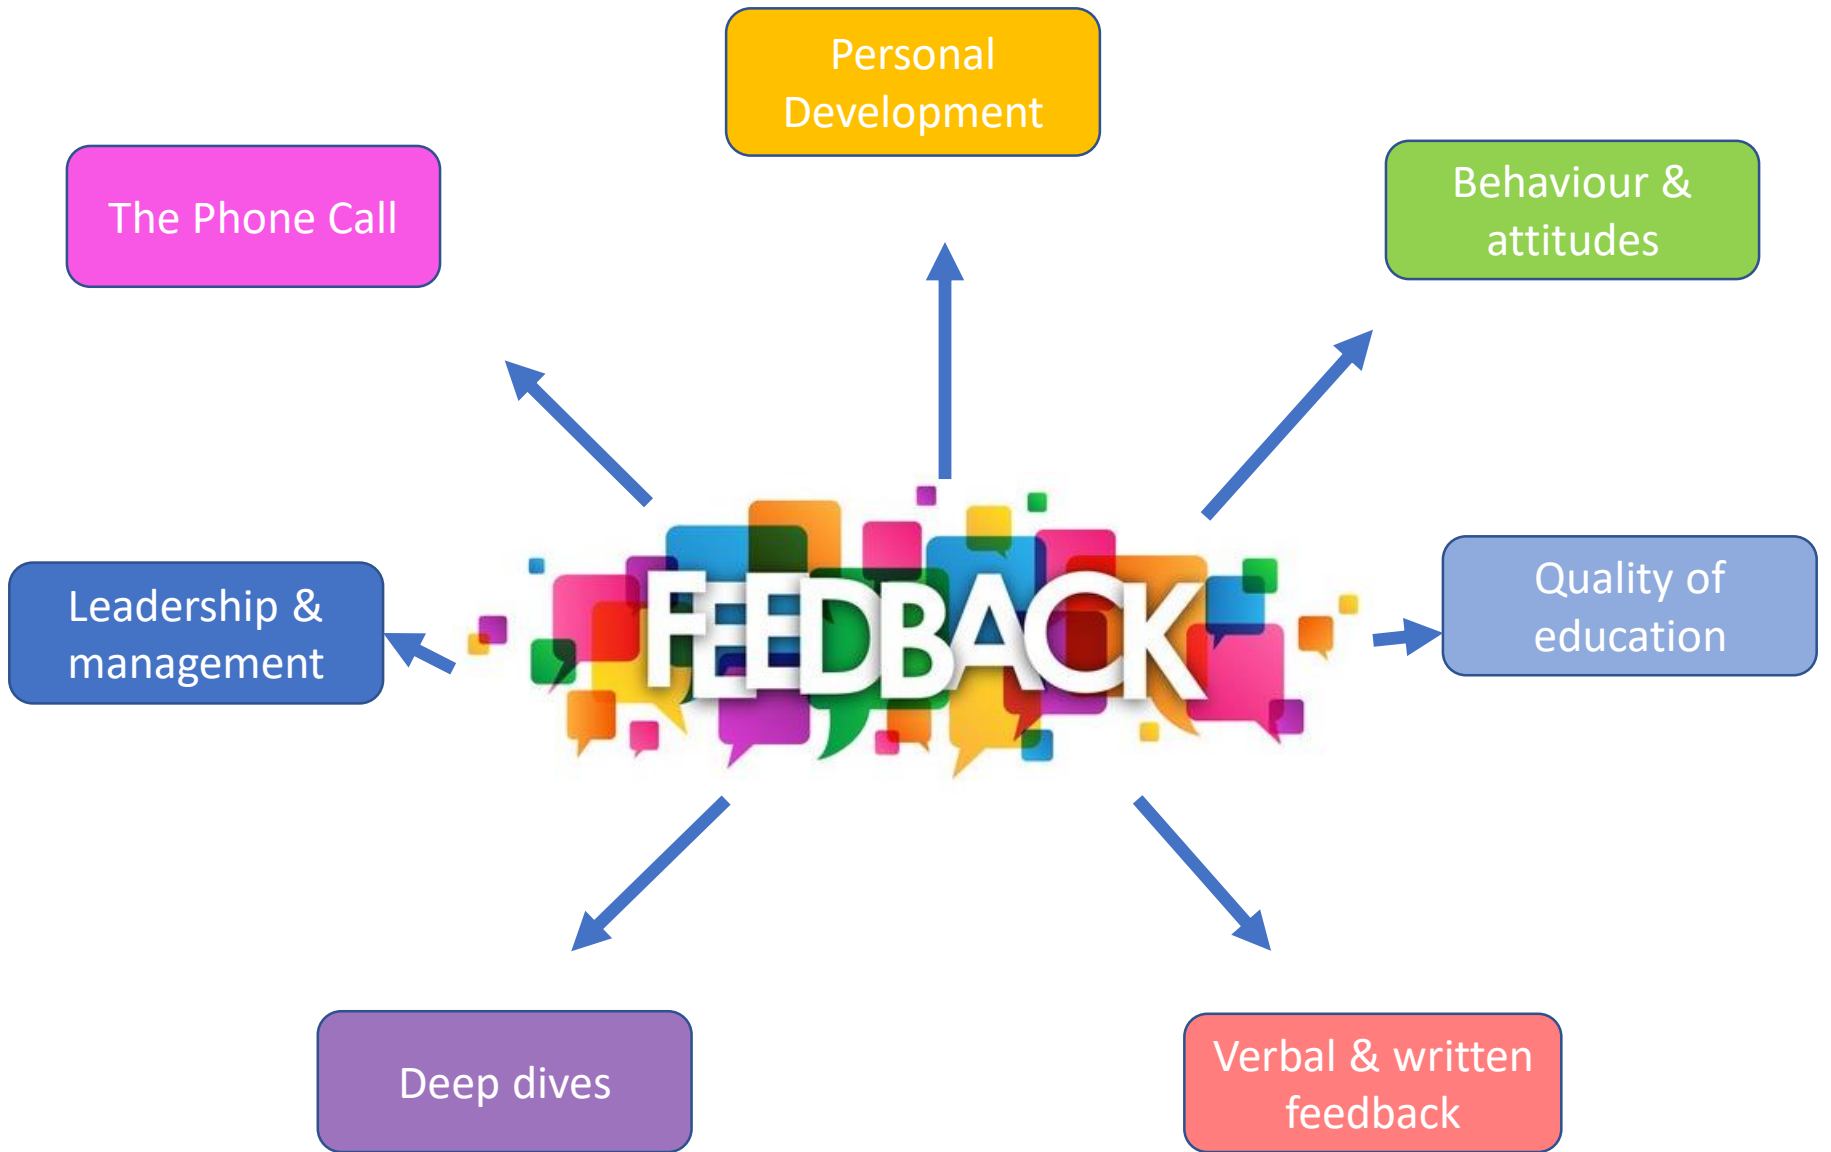 Personal
Development
The Phone Call
Behaviour &
attitudes
FEEDBACK
Leadership &
management
Quality of
education
Deep dives
Verbal & written
feedback